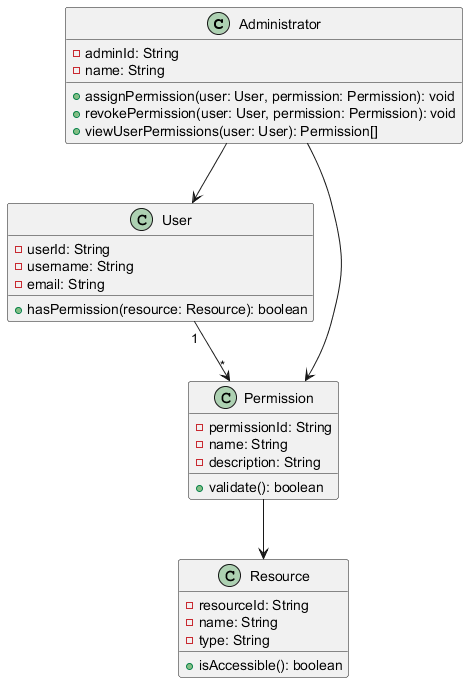 C Administrator
adminId: String
name: String
assignPermission(user: User, permission: Permission): void
revokePermission(user: User, permission: Permission): void
viewUserPermissions(user: User): Permission[]
C User
userId: String
username: String
email: String
hasPermission(resource: Resource): boolean
1
*
C Permission
permissionId: String
name: String
description: String
validate(): boolean
C Resource
resourceId: String
name: String
type: String
isAccessible(): boolean